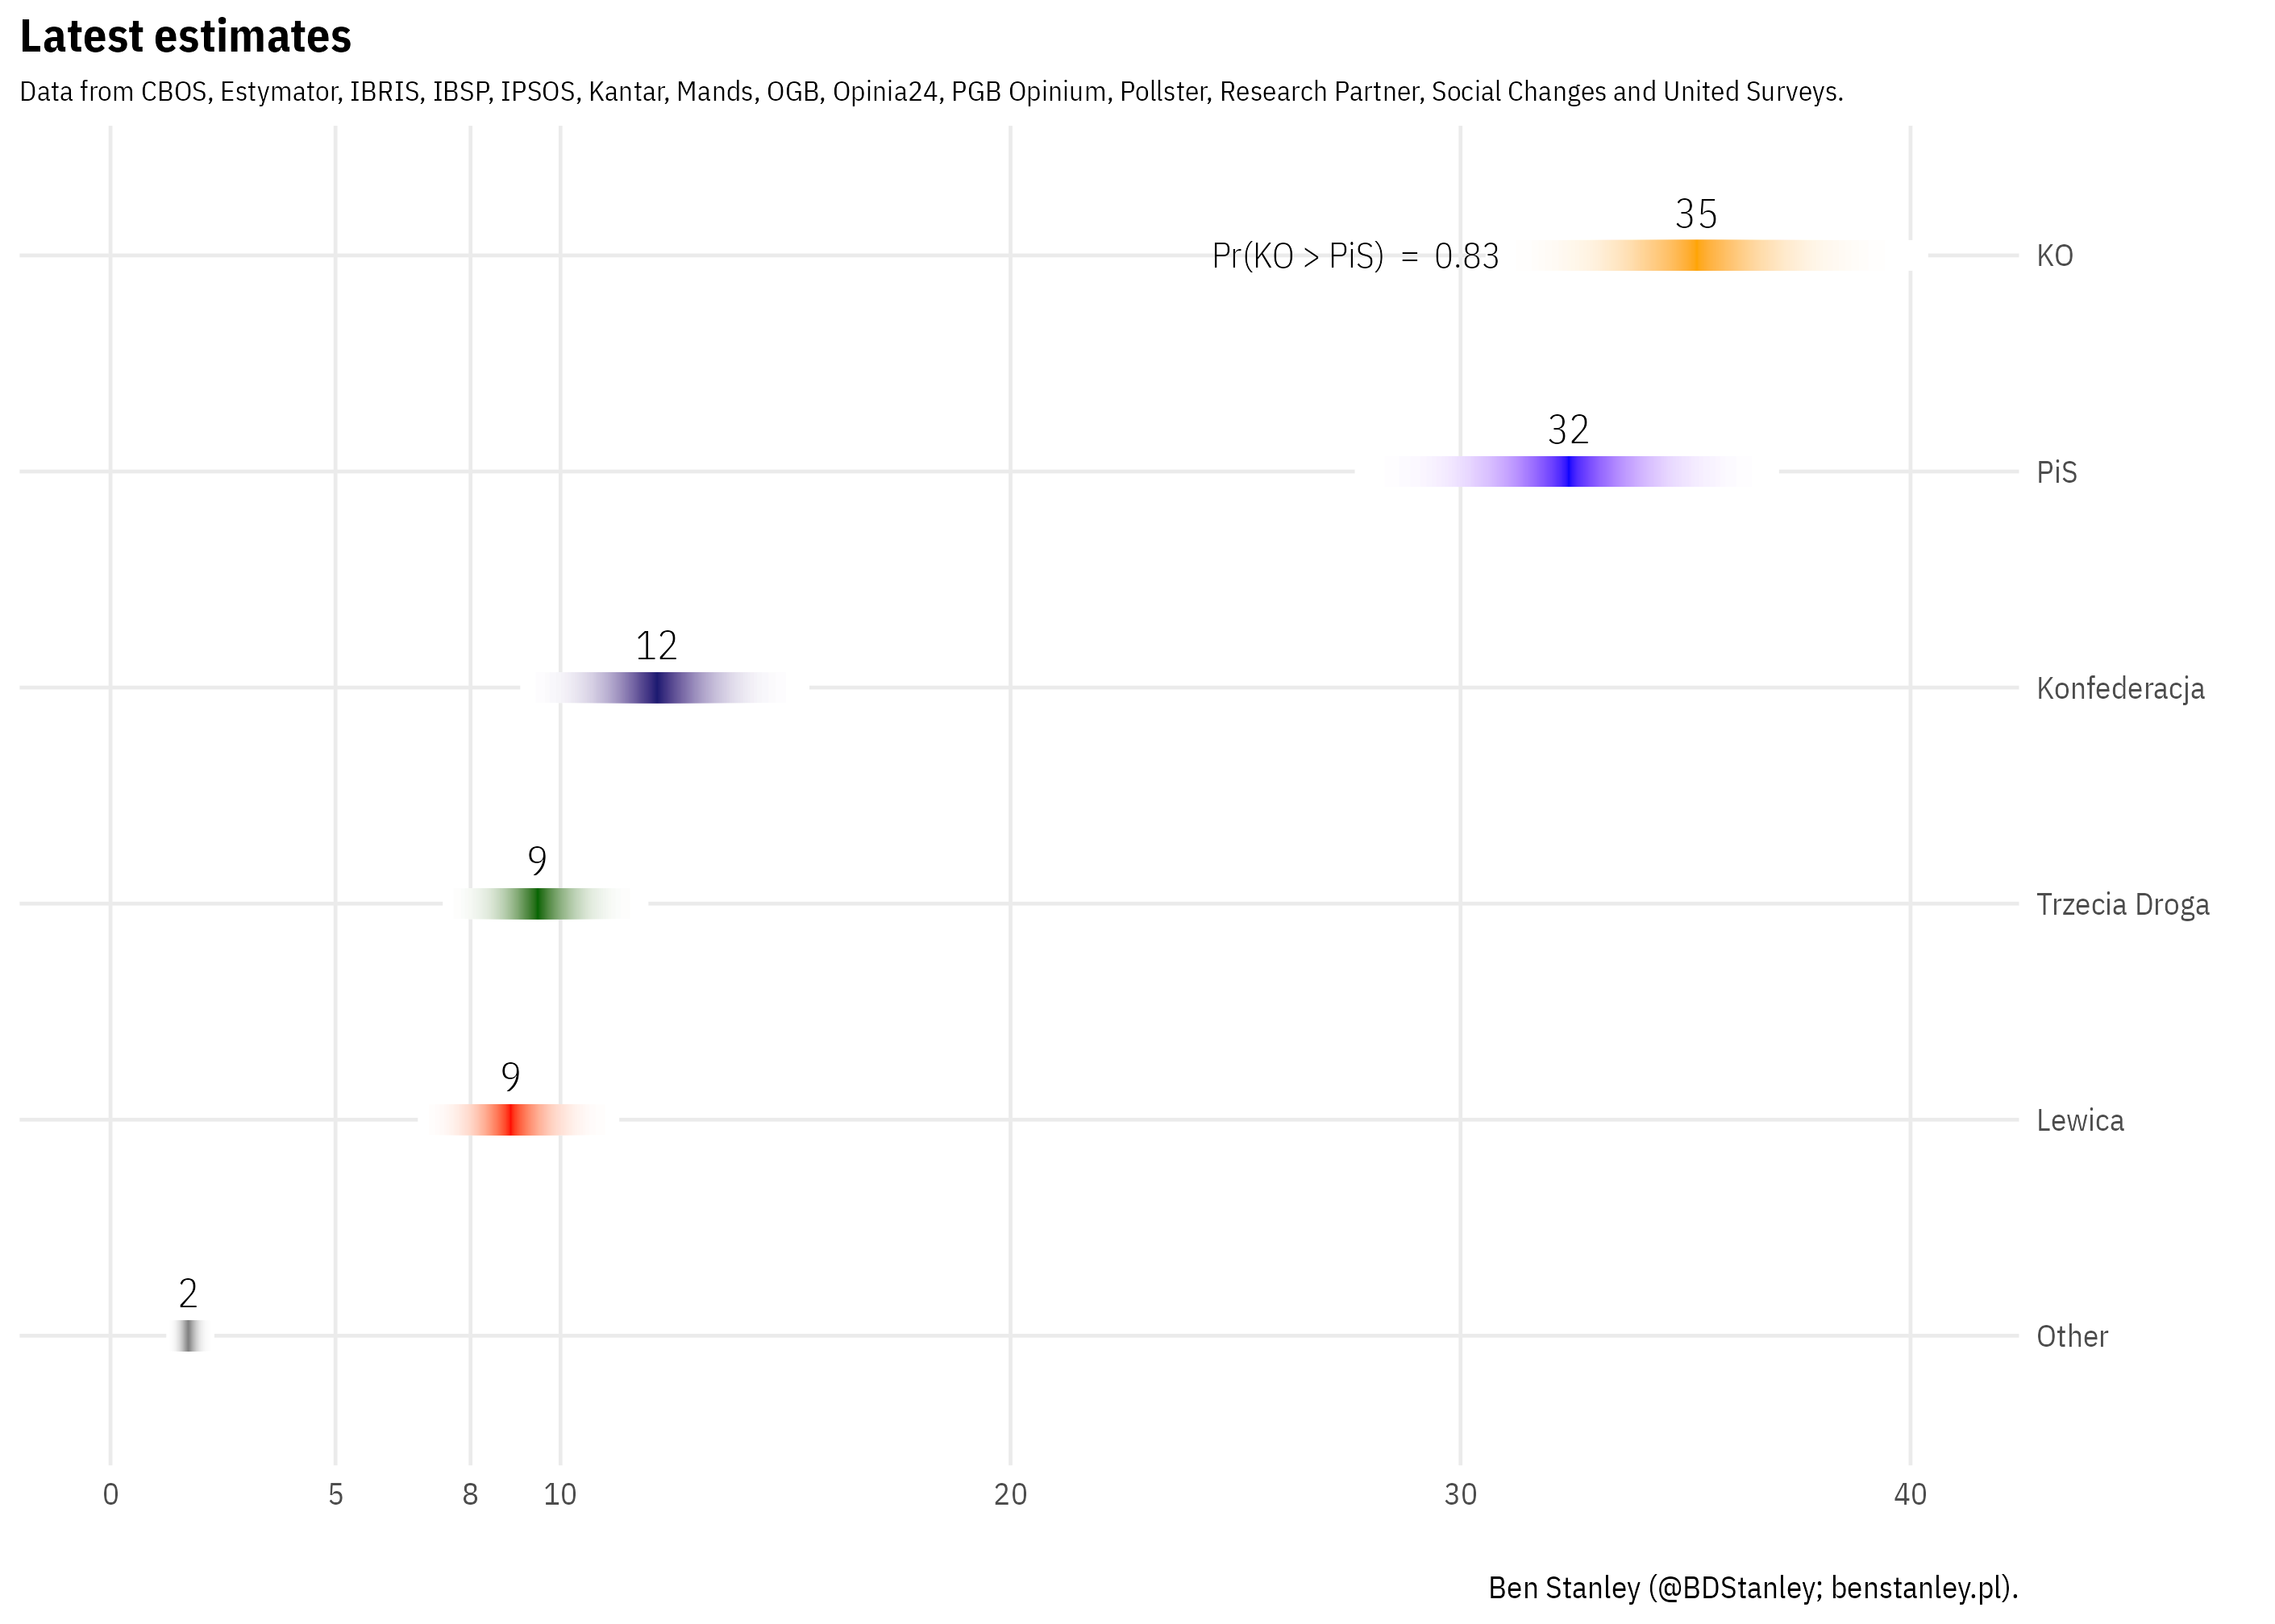 Latest estimates
Data from CBOS, Estymator, IBRIS, IBSP, IPSOS, Kantar, Mands, OGB, Opinia24, PGB Opinium, Pollster, Research Partner, Social Changes and United Surveys.
35
Pr(KO > PiS) = 0.83
KO
32
PiS
12
Konfederacja
9
Trzecia Droga
9
Lewica
2
Other
0 5 8 10 20 30 40
Ben Stanley (@BDStanley; benstanley.pl).